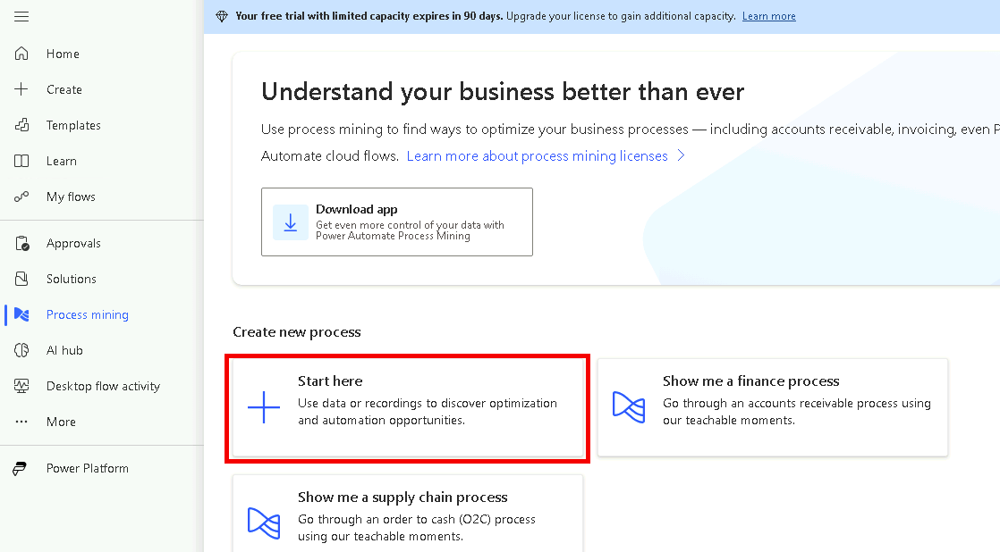 Your free trial with limited capacity expires in 90 days. Upgrade your license to gain additional capacity. Learn more
Home
Create
Templates
Learn
My flows
Approvals
Solutions
Process mining
AI hub
Desktop flow activity
More
Power Platform
Understand your business better than ever
Use process mining to find ways to optimize your business processes — including accounts receivable, invoicing, even P
Automate cloud flows. Learn more about process mining licenses
Download app
Get even more control of your data with
Power Automate Process Mining
Create new process
Start here
Use data or recordings to discover optimization
and automation opportunities.
Show me a finance process
Go through an accounts receivable process using
our teachable moments.
Show me a supply chain process
Go through an order to cash (O2C) process
using our teachable moments.